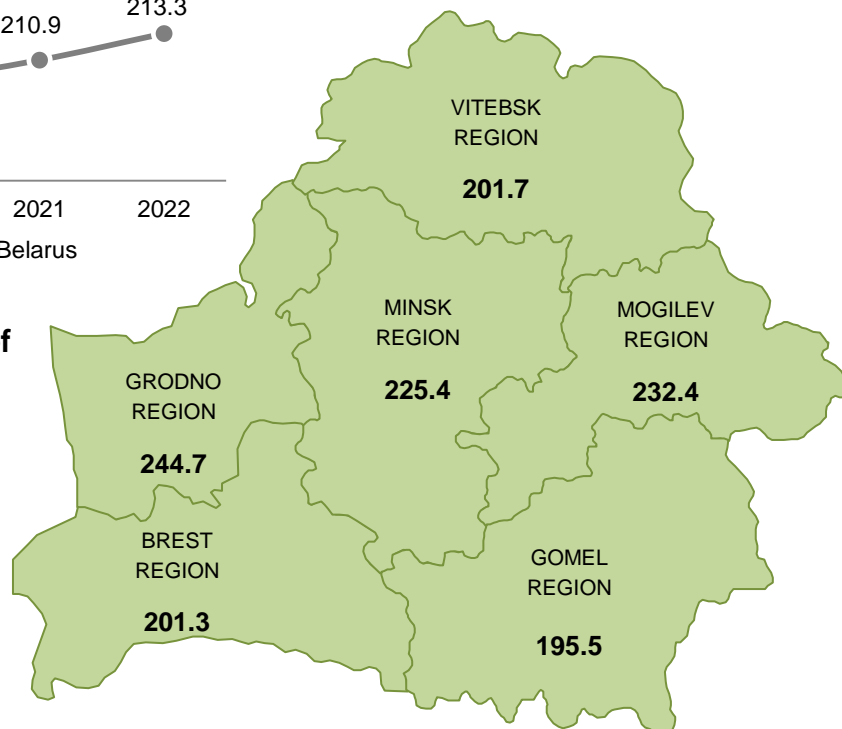 213.3
210.9
2021 2022
Belarus
f
VITEBSK
REGION
201.7
MINSK
REGION
225.4
MOGILEV
REGION
232.4
GRODNO
REGION
244.7
BREST
REGION
201.3
GOMEL
REGION
195.5